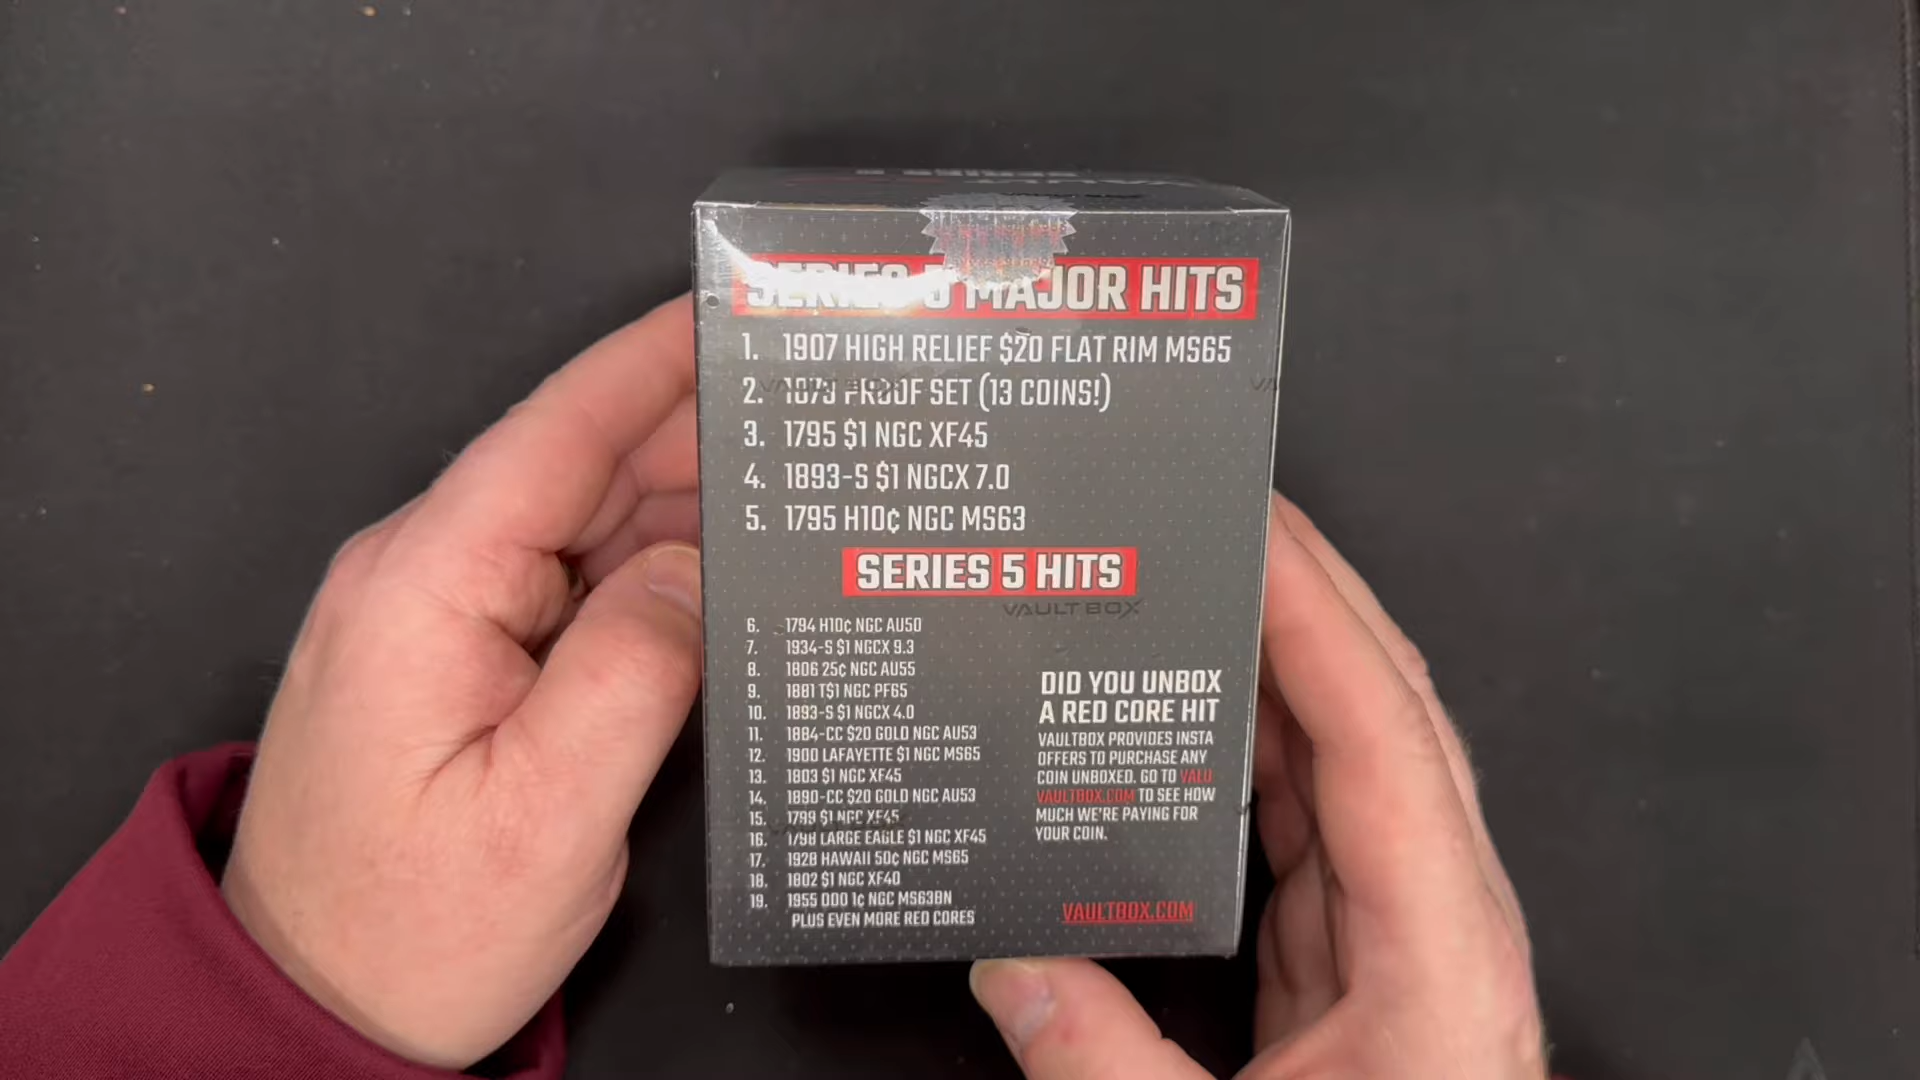 SERIES 5 MAJOR HITS
1. 1907 HIGH RELIEF $20 FLAT RIM MS65
2. 1873 PROOF SET (13 COINS!)
3. 1795 $1 NGC XF45
4. 1893-S $1 NGCX 7.0
5. 1795 H10¢ NGC MS63
SERIES 5 HITS
VAULT BOX
6. 1794 H10¢ NGC AU50
7. 1934-S $1 NGCX 9.3
8. 1806 25¢ NGC AU55
9. 1881 T$1 NGC PF65
10. 1893-S $1 NGCX 4.0
11. 1884-CC $20 GOLD NGC AU53
12. 1900 LAFAYETTE $1 NGC MS65
13. 1803 $1 NGC XF45
14. 1890-CC $20 GOLD NGC AU53
15. 1799 $1 NGC XF45
16. 1798 LARGE EAGLE $1 NGC XF45
17. 1928 HAWAII 50¢ NGC MS65
18. 1802 $1 NGC XF40
19. 1955 DDO 1¢ NGC MS63BN
PLUS EVEN MORE RED CORES
DID YOU UNBOX
A RED CORE HIT
VAULTBOX PROVIDES INSTA
OFFERS TO PURCHASE ANY
COIN UNBOXED. GO TO VALU
VAULTBOX.COM TO SEE HOW
MUCH WE'RE PAYING FOR
YOUR COIN.
VAULTBOX.COM